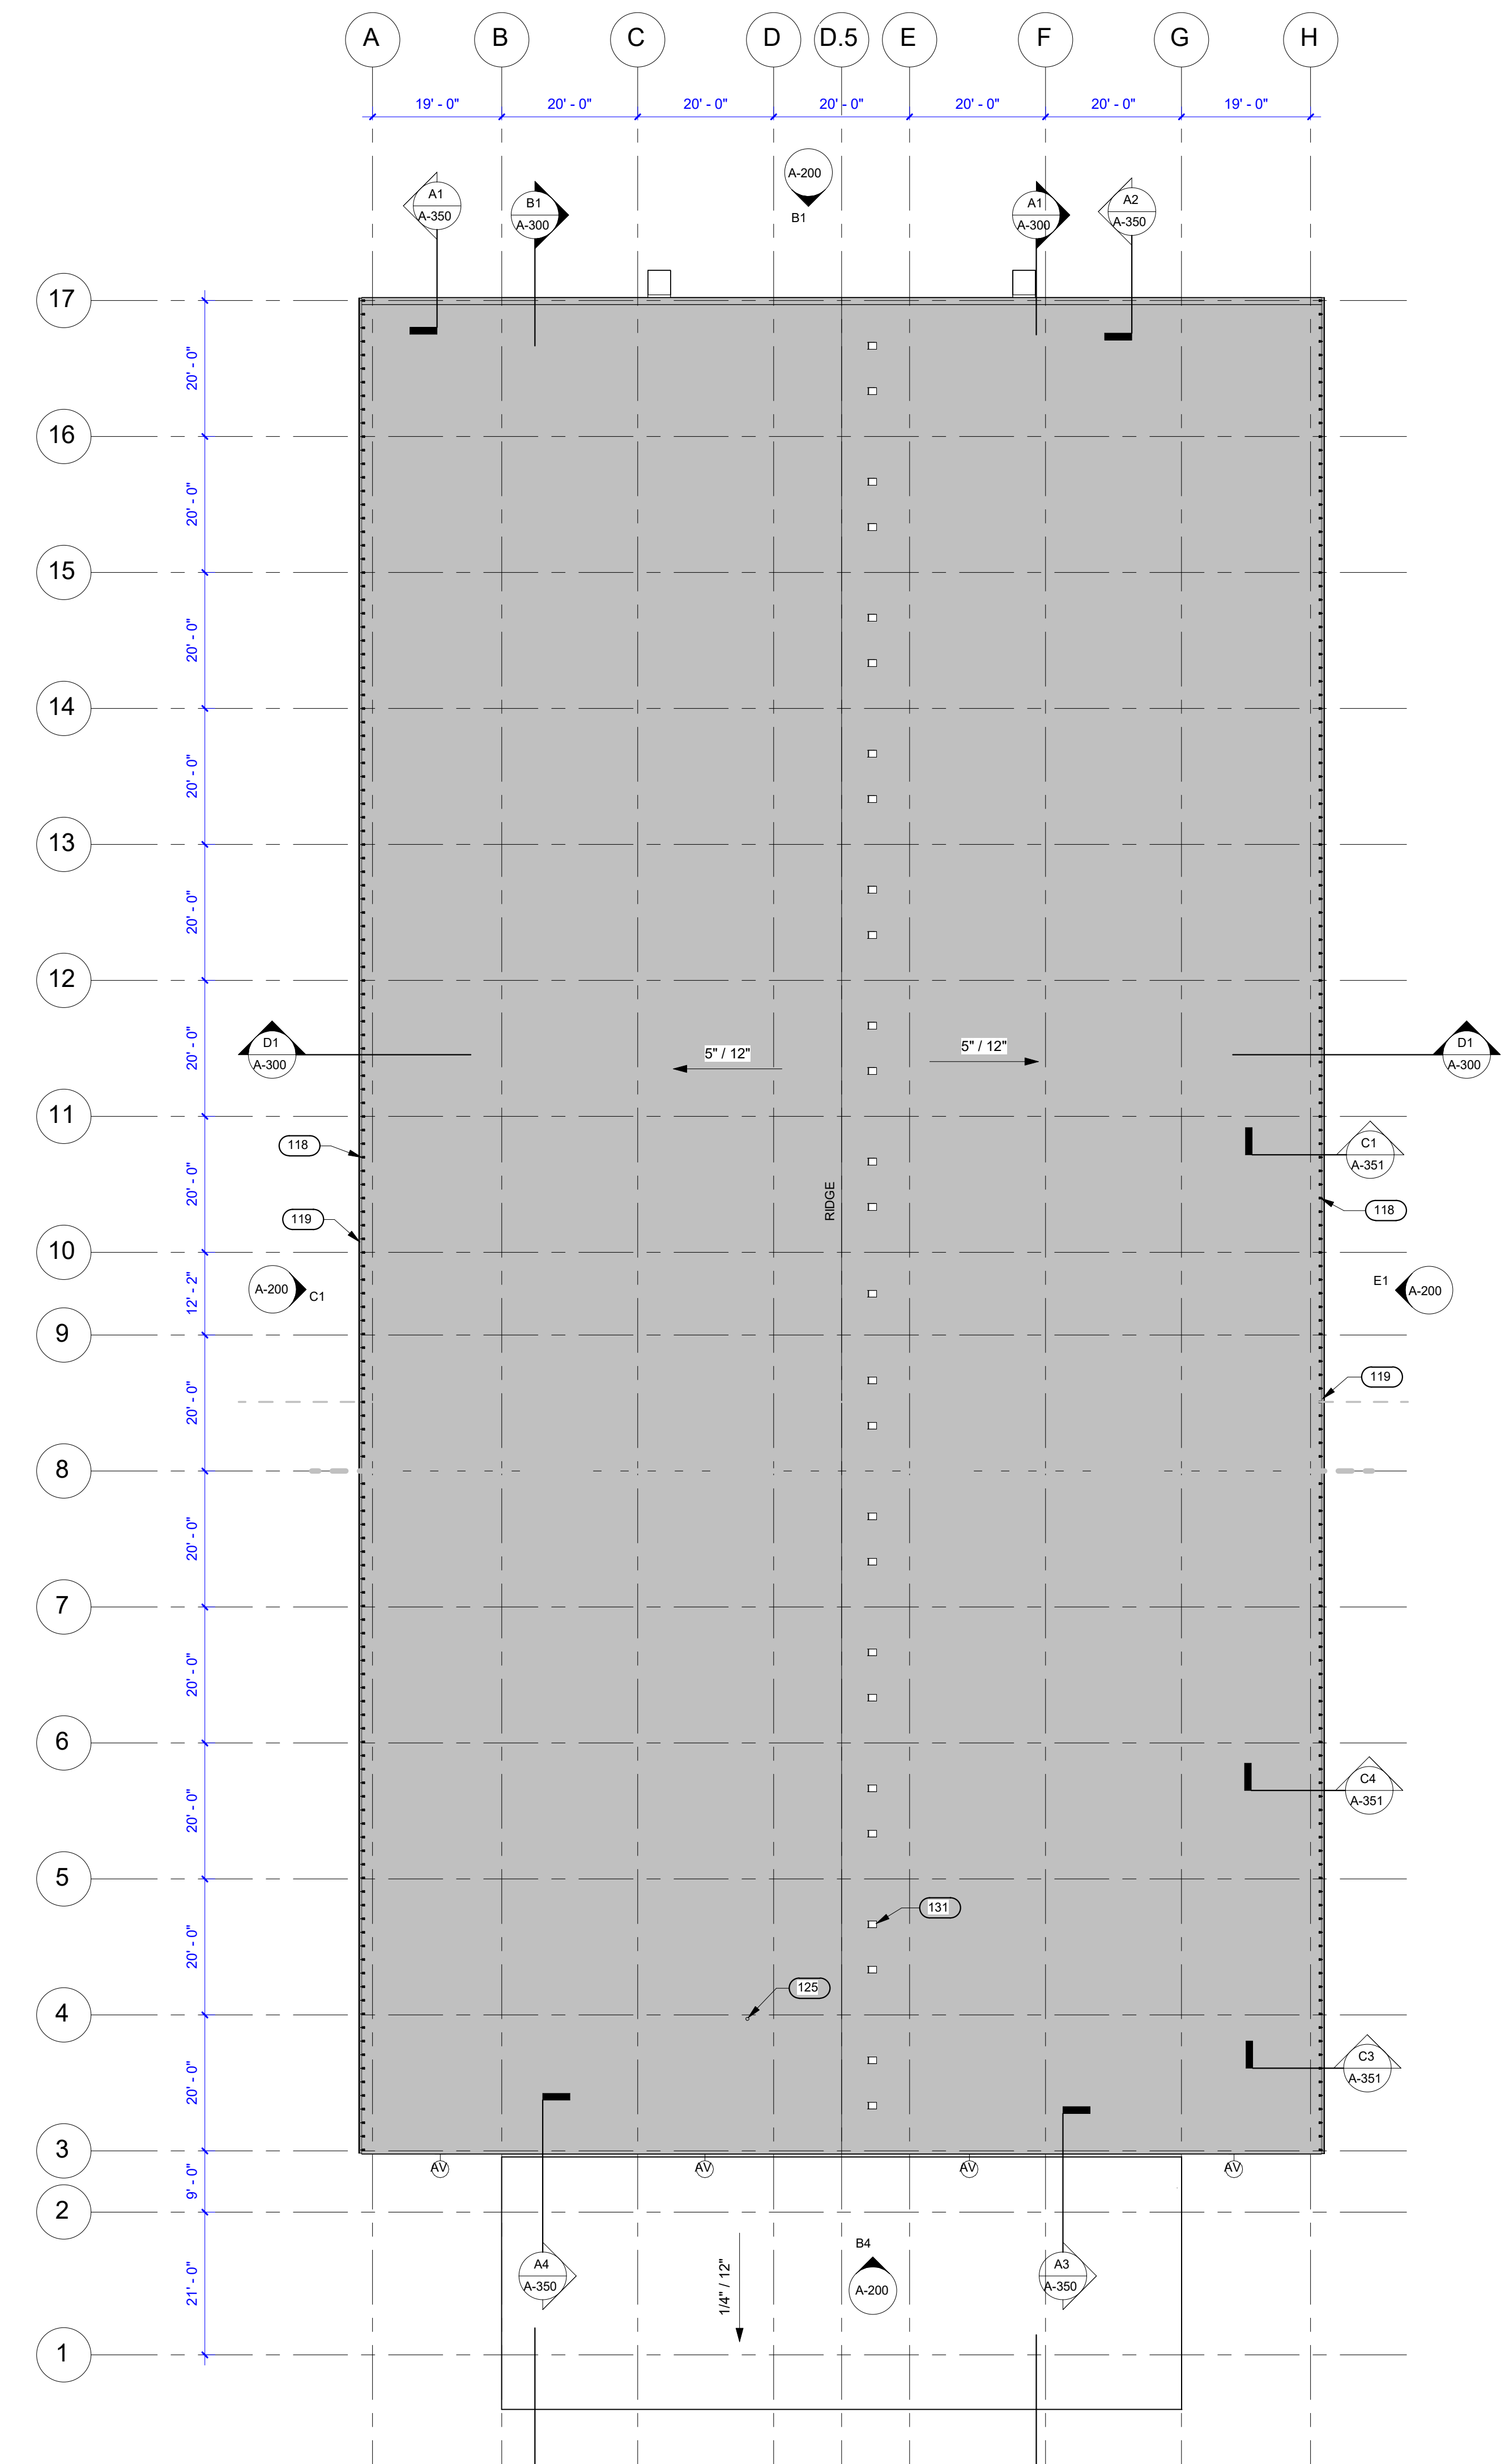 A B C D D.5 E F G H
19' - 0" 20' - 0" 20' - 0" 20' - 0" 20' - 0" 20' - 0" 19' - 0"
A-200
B1
A1
A-350
B1
A-300
A1
A-300
A2
A-350
17
20' - 0"
16
20' - 0"
15
20' - 0"
14
20' - 0"
13
20' - 0"
12
20' - 0"
D1
A-300
5" / 12"
5" / 12"
D1
A-300
11
118
C1
A-351
20' - 0"
RIDGE
119
118
10
12' - 2"
A-200
C1
E1
A-200
9
20' - 0"
119
8
20' - 0"
7
20' - 0"
6
20' - 0"
C4
A-351
5
131
20' - 0"
125
4
20' - 0"
C3
A-351
3
AV AV AV AV
9' - 0"
2
21' - 0"
1/4" / 12"
B4
A-200
A4
A-350
A3
A-350
1